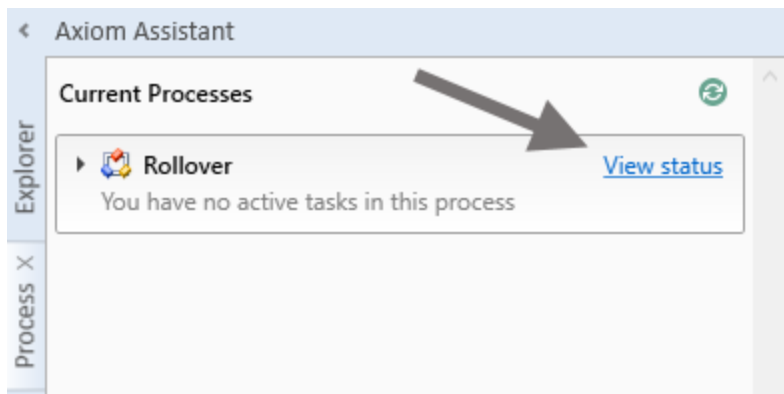 Axiom Assistant
Explorer
Process
Current Processes
Rollover
View status
You have no active tasks in this process